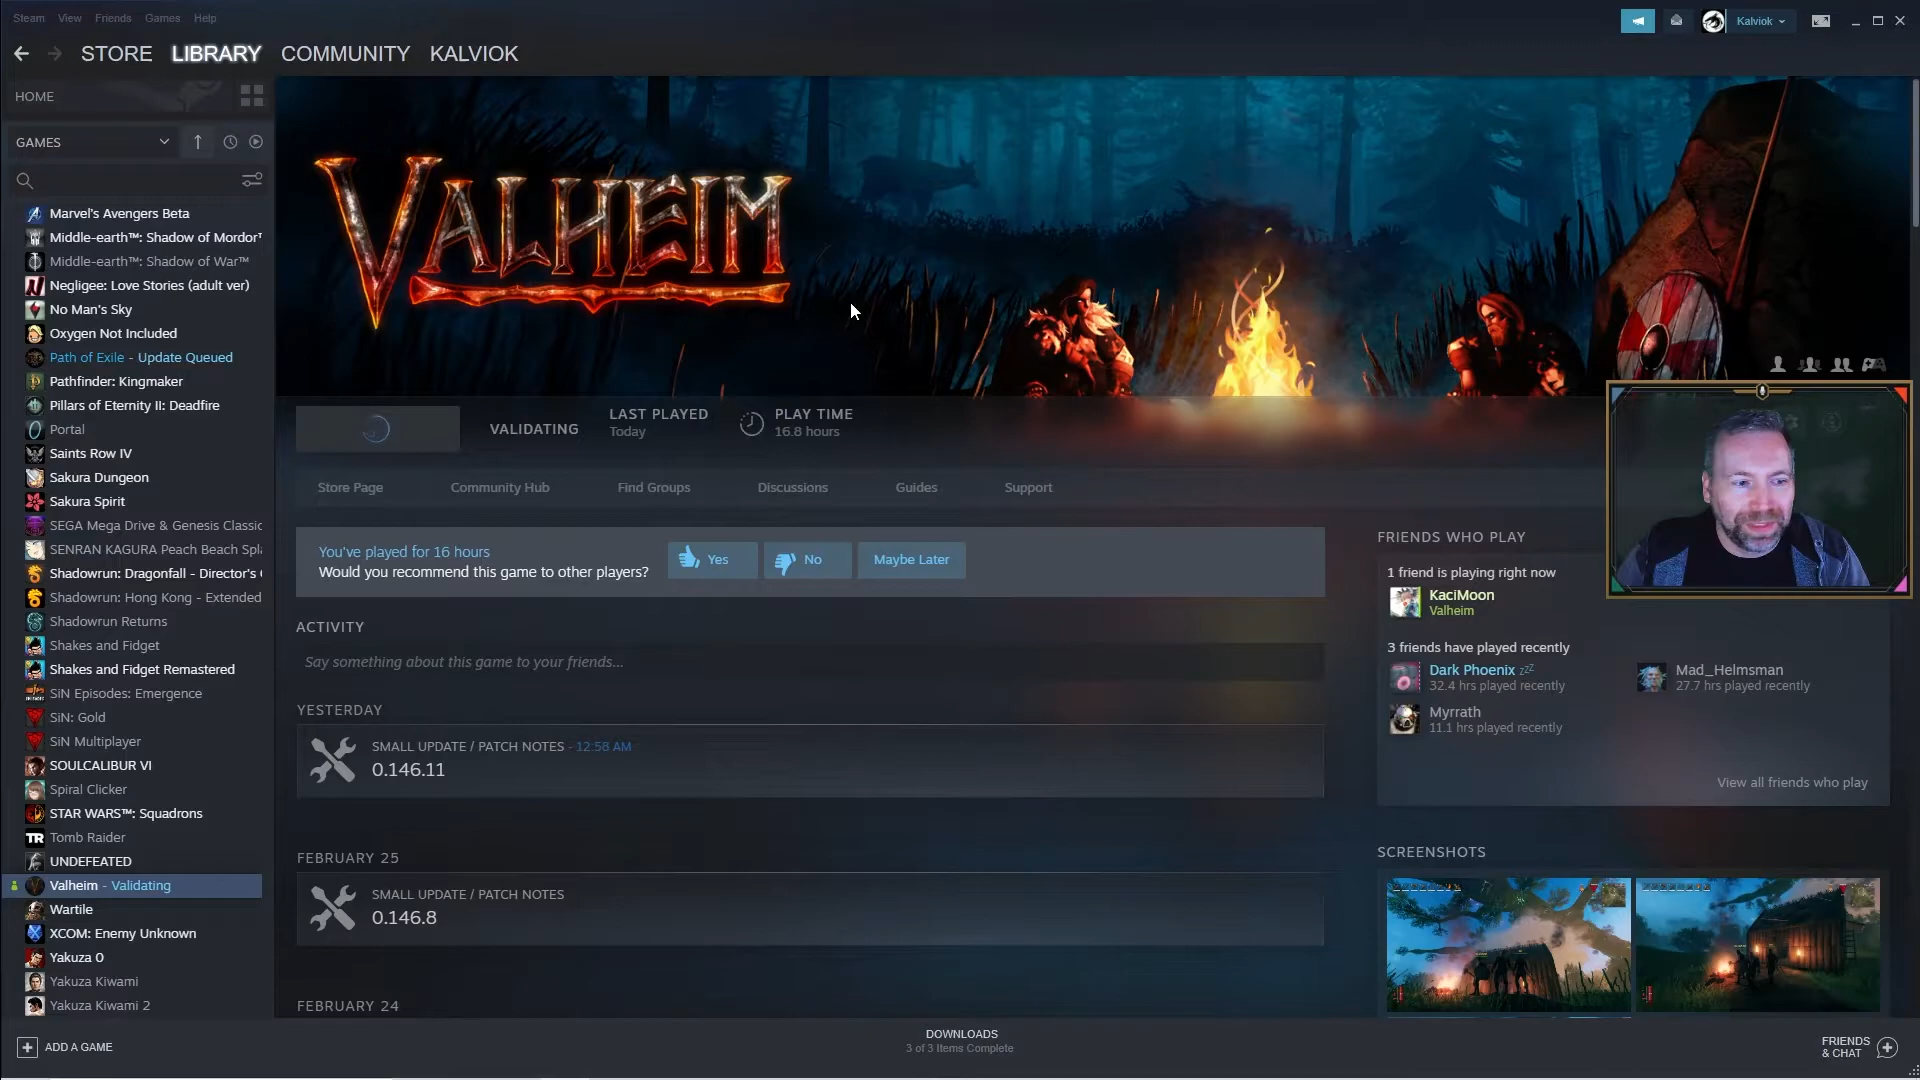 Steam View Friends Games Help
Kalviok
STORE LIBRARY COMMUNITY KALVIOK
HOME
GAMES
Marvel's Avengers Beta
Middle-earth™: Shadow of Mordor™
Middle-earth™: Shadow of War™
Negligee: Love Stories (adult ver)
No Man's Sky
Oxygen Not Included
Path of Exile - Update Queued
Pathfinder: Kingmaker
Pillars of Eternity II: Deadfire
Portal
Saints Row IV
Sakura Dungeon
Sakura Spirit
SEGA Mega Drive & Genesis Classic
SENRAN KAGURA Peach Beach Spl
Shadowrun: Dragonfall - Director's
Shadowrun: Hong Kong - Extended
Shadowrun Returns
Shakes and Fidget
Shakes and Fidget Remastered
SiN Episodes: Emergence
SiN: Gold
SiN Multiplayer
SOULCALIBUR VI
Spiral Clicker
STAR WARS™: Squadrons
TR Tomb Raider
UNDEFEATED
Valheim - Validating
Wartile
XCOM: Enemy Unknown
Yakuza 0
Yakuza Kiwami
Yakuza Kiwami 2
ADD A GAME
VALHEIM
VALIDATING
LAST PLAYED
Today
PLAY TIME
16.8 hours
Store Page Community Hub Find Groups Discussions Guides Support
You've played for 16 hours
Would you recommend this game to other players?
Yes No Maybe Later
ACTIVITY
Say something about this game to your friends...
YESTERDAY
SMALL UPDATE / PATCH NOTES - 12:58 AM
0.146.11
FEBRUARY 25
SMALL UPDATE / PATCH NOTES
0.146.8
FEBRUARY 24
FRIENDS WHO PLAY
1 friend is playing right now
KaciMoon
Valheim
3 friends have played recently
Dark Phoenix zzZ
32.4 hrs played recently
Mad_Helmsman
27.7 hrs played recently
Myrrath
11.1 hrs played recently
View all friends who play
SCREENSHOTS
DOWNLOADS
3 of 3 Items Complete
FRIENDS
& CHAT